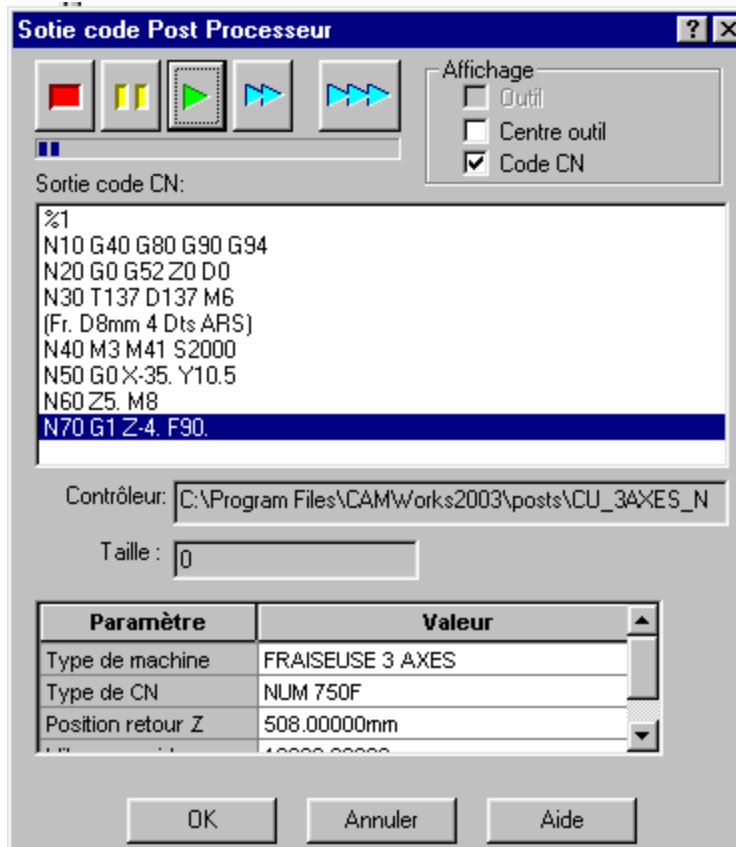 Sotie code Post Processeur
Affichage
Outil
Centre outil
Code CN
Sortie code CN:
%1
N10 G40 G80 G90 G94
N20 G0 G52 Z0 D0
N30 T137 D137 M6
(Fr. D8mm 4 Dts ARS)
N40 M3 M41 S2000
N50 G0 X-35. Y10.5
N60 Z5. M8
N70 G1 Z-4. F90.
Contrôleur: C:\Program Files\CAMWorks2003\posts\CU_3AXES_N
Taille : 0
Paramètre Valeur
Type de machine FRAISEUSE 3 AXES
Type de CN NUM 750F
Position retour Z 508.00000mm
OK Annuler Aide